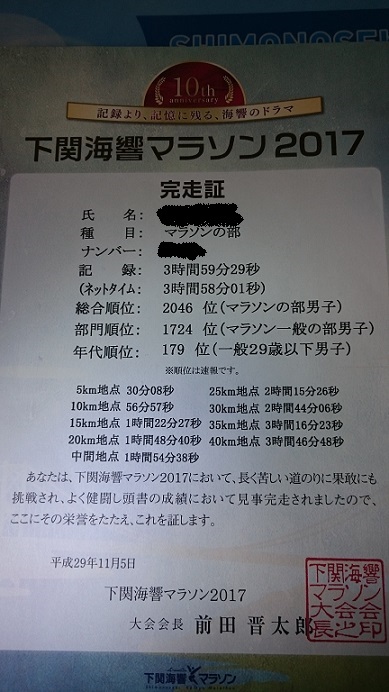 SHIMONOSEK
10th
anniversary
記録より、記憶に残る、海響のドラマ
下関海響マラソン2017
完走証
氏 名:
種 目: マラソンの部
ナンバー:
記 録: 3時間59分29秒
(ネットタイム: 3時間58分01秒)
総合順位: 2046 位(マラソンの部男子)
部門順位: 1724 位(マラソン一般の部男子)
年代順位: 179 位(一般29歳以下男子)
※順位は速報です。
5km地点 30分08秒 25km地点 2時間15分26秒
10km地点 56分57秒 30km地点 2時間44分06秒
15km地点 1時間22分27秒 35km地点 3時間16分23秒
20km地点 1時間48分40秒 40km地点 3時間46分48秒
中間地点 1時間54分38秒
あなたは、下関海響マラソン2017において、長く苦しい道のりに果敢にも
挑戦され、よく健闘し頭書の成績において見事完走されましたので、
ここにその栄誉をたたえ、これを証します。
平成29年11月5日
下関海響マラソン2017
大会会長 前田 晋太郎
下関海響
マラソン
大会会
長之印
下関海響マラソン